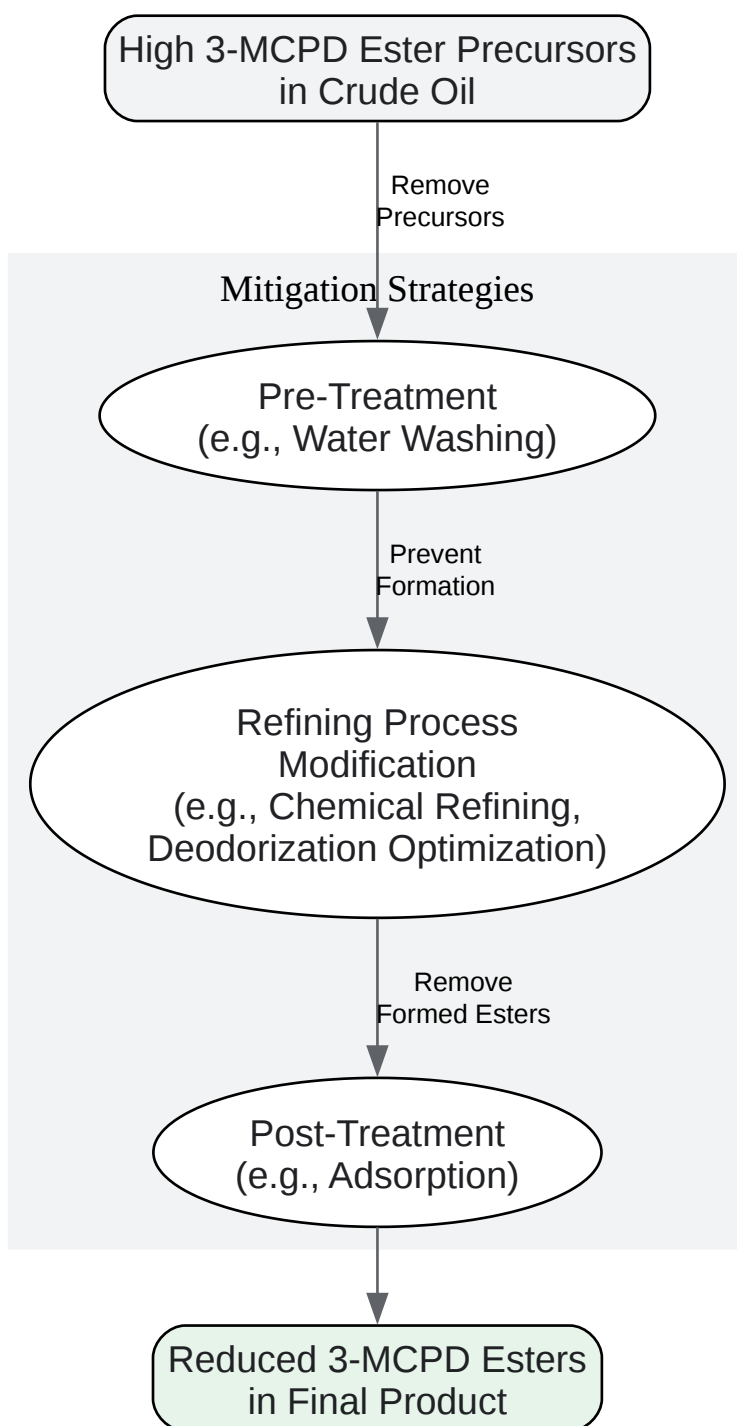 High 3-MCPD Ester Precursors
in Crude Oil
Remove
Precursors
Mitigation Strategies
Pre-Treatment
(e.g., Water Washing)
Prevent
Formation
Refining Process
Modification
(e.g., Chemical Refining,
Deodorization Optimization)
Remove
Formed Esters
Post-Treatment
(e.g., Adsorption)
Reduced 3-MCPD Esters
in Final Product